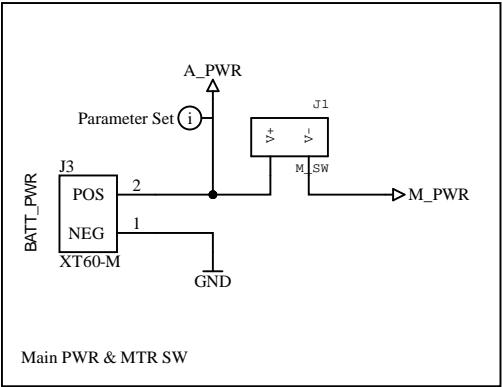 A_PWR
J1
Parameter Set i
V+ V-
J3
M_SW
BATT_PWR
POS 2
M_PWR
NEG 1
XT60-M
GND
Main PWR & MTR SW